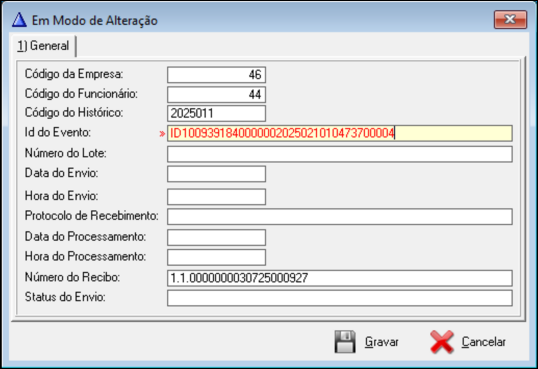 Em Modo de Alteração
1) General
Código da Empresa: 46
Código do Funcionário: 44
Código do Histórico: 2025011
Id do Evento: » ID1009391840000002025021010473700004
Número do Lote:
Data do Envio:
Hora do Envio:
Protocolo de Recebimento:
Data do Processamento:
Hora do Processamento:
Número do Recibo: 1.1.0000000030725000927
Status do Envio:
Gravar Cancelar